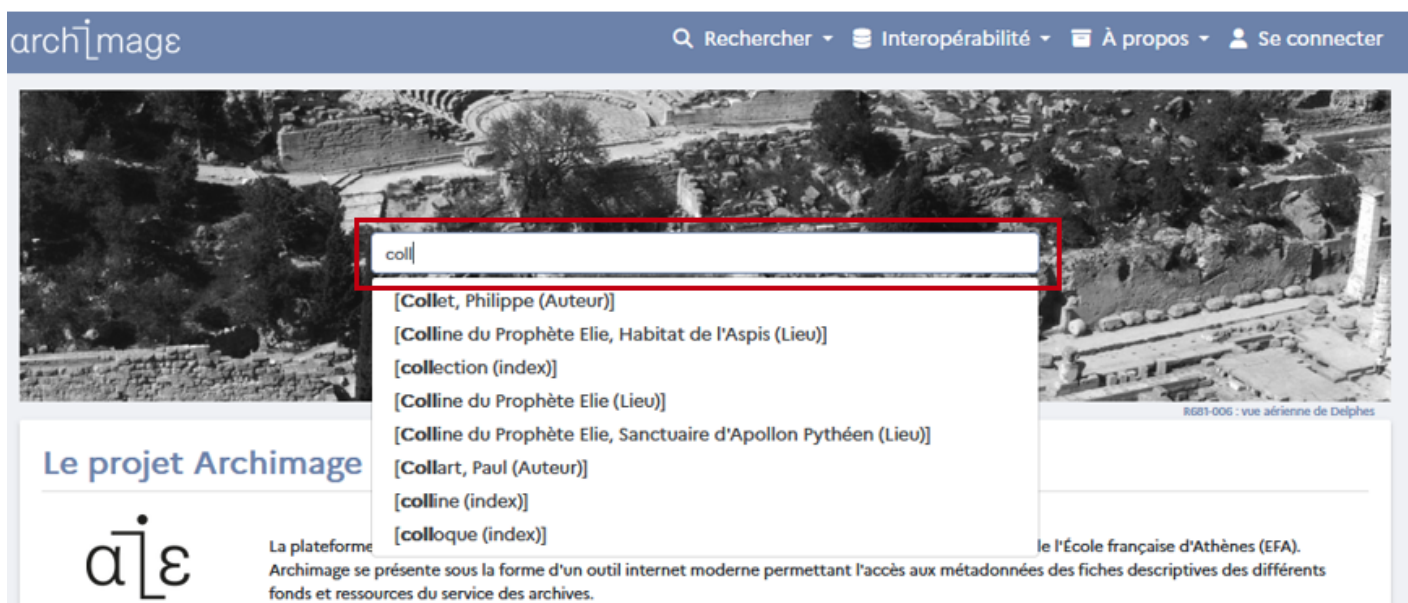 archimage
Rechercher Interopérabilité À propos Se connecter
coll
[Collet, Philippe (Auteur)]
[Colline du Prophète Elie, Habitat de l'Aspis (Lieu)]
[collection (index)]
[Colline du Prophète Elie (Lieu)]
[Colline du Prophète Elie, Sanctuaire d'Apollon Pythéen (Lieu)]
[Collart, Paul (Auteur)]
[colline (index)]
[colloque (index)]
R681-006 : vue aérienne de Delphes
Le projet Archimage
La plateforme le l'École française d'Athènes (EFA).
Archimage se présente sous la forme d'un outil internet moderne permettant l'accès aux métadonnées des fiches descriptives des différents
fonds et ressources du service des archives.